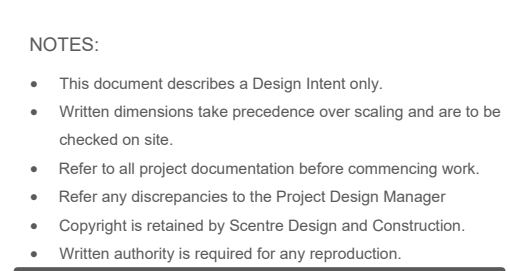 NOTES:
• This document describes a Design Intent only.
• Written dimensions take precedence over scaling and are to be
checked on site.
• Refer to all project documentation before commencing work.
• Refer any discrepancies to the Project Design Manager
• Copyright is retained by Scentre Design and Construction.
• Written authority is required for any reproduction.